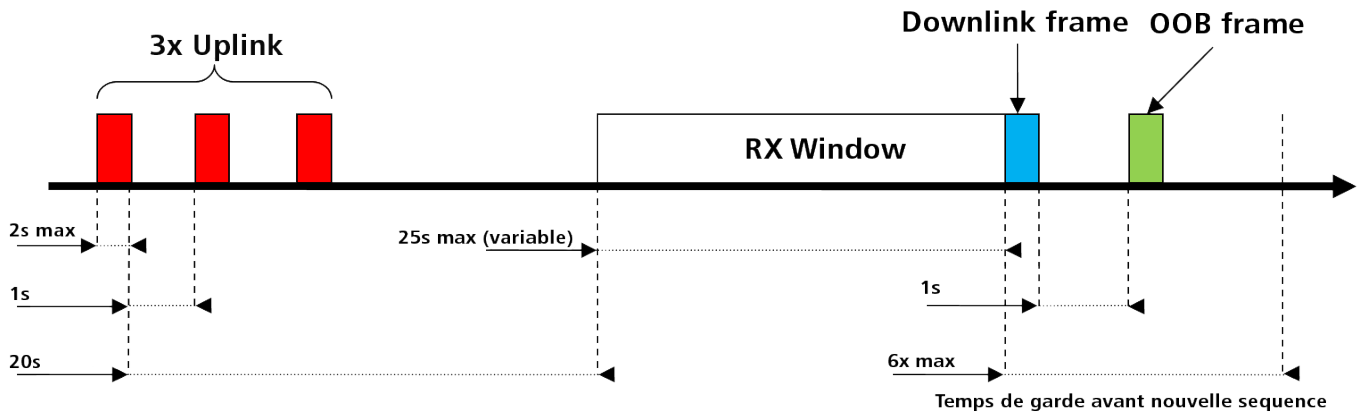 Downlink frame
OOB frame
3x Uplink
RX Window
2s max
25s max (variable)
1s
1s
20s
6x max
Temps de garde avant nouvelle sequence